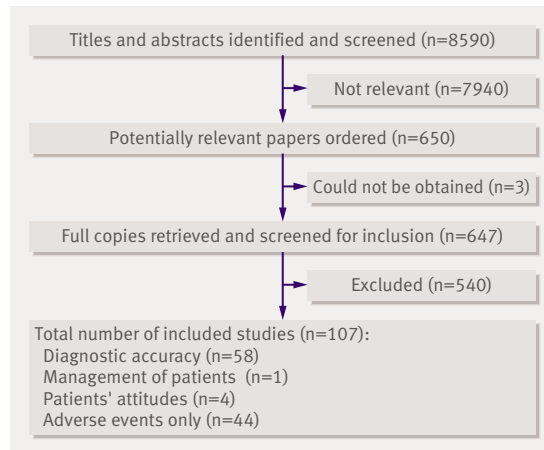 Titles and abstracts identified and screened (n=8590)
Not relevant (n=7940)
Potentially relevant papers ordered (n=650)
Could not be obtained (n=3)
Full copies retrieved and screened for inclusion (n=647)
Excluded (n=540)
Total number of included studies (n=107):
Diagnostic accuracy (n=58)
Management of patients (n=1)
Patients' attitudes (n=4)
Adverse events only (n=44)